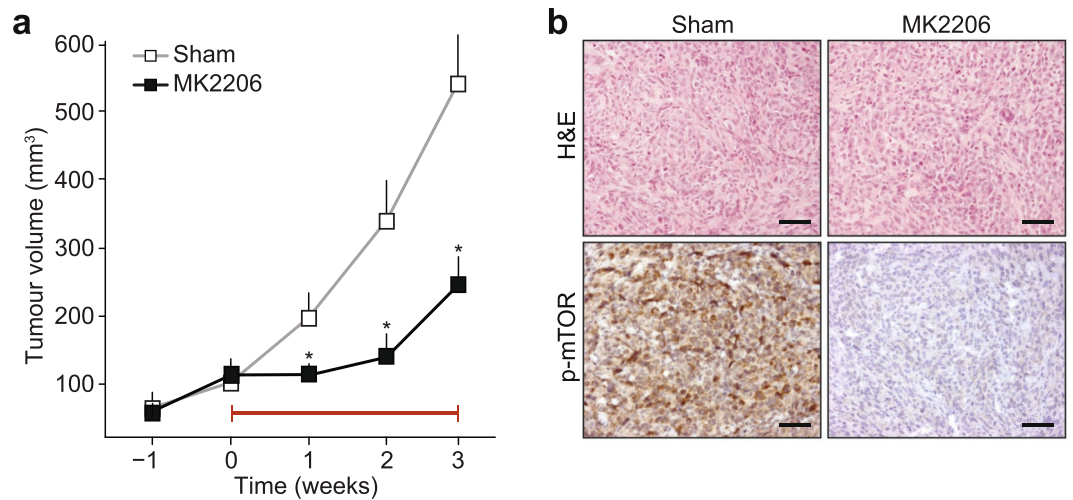 a
Sham
MK2206
600
500
400
300
200
100
Tumour volume (mm³)
*
*
*
−1
0
1
2
3
Time (weeks)
b
Sham
MK2206
H&E
p-mTOR